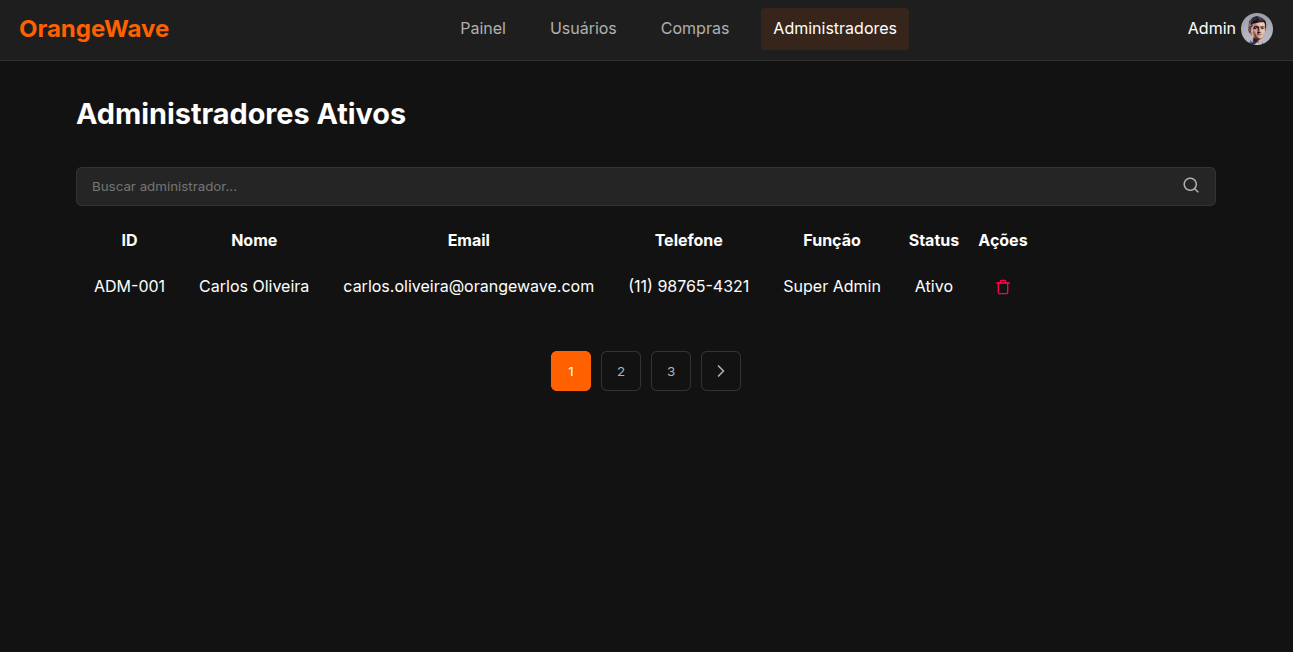 OrangeWave Painel Usuários Compras Administradores Admin
Administradores Ativos
Buscar administrador...
ID Nome Email Telefone Função Status Ações
ADM-001 Carlos Oliveira carlos.oliveira@orangewave.com (11) 98765-4321 Super Admin Ativo
1 2 3